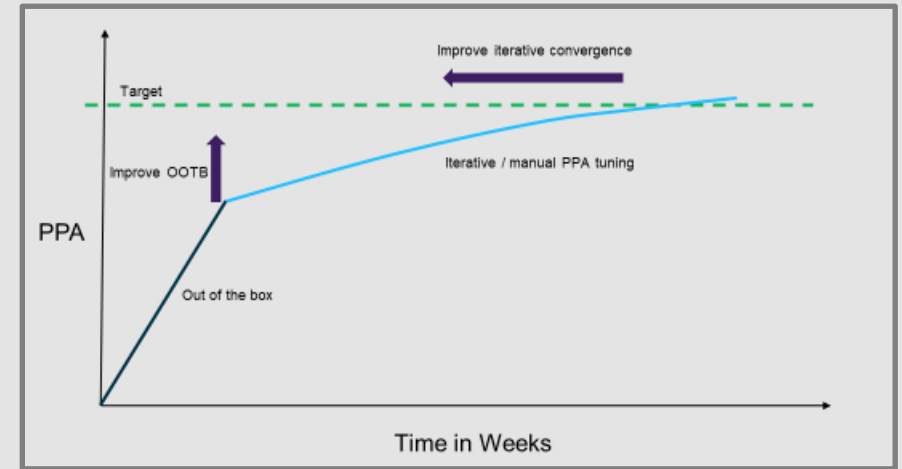 Improve iterative convergence
Target
Improve OOTB
Iterative / manual PPA tuning
PPA
Out of the box
Time in Weeks